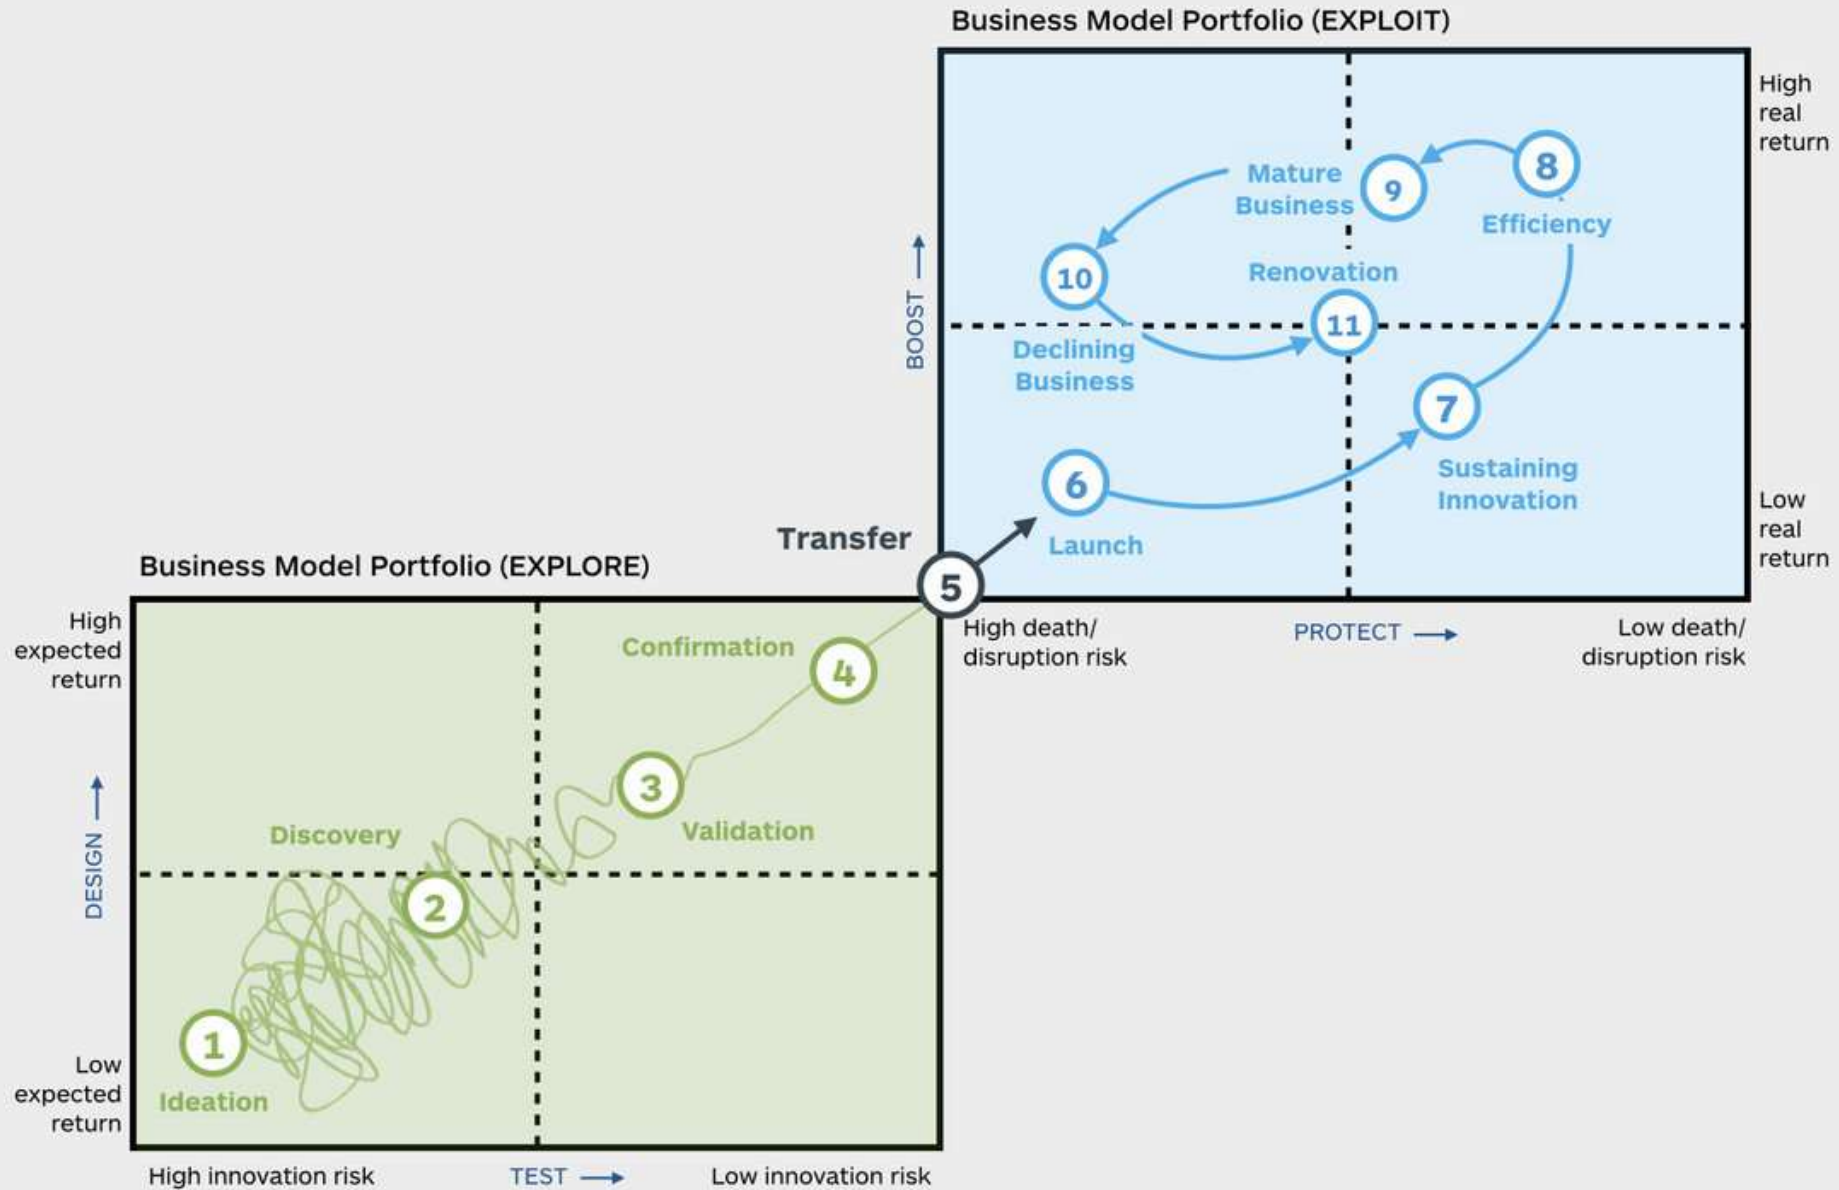 Business Model Portfolio (EXPLOIT)
High
real
return
8
Mature
Business
9
Efficiency
10
Renovation
11
BOOST
Declining
Business
7
Sustaining
Innovation
6
Launch
Low
real
return
Transfer
5
High death/
disruption risk
PROTECT
Low death/
disruption risk
Business Model Portfolio (EXPLORE)
High
expected
return
Confirmation
4
3
Validation
Discovery
2
DESIGN
1
Ideation
Low
expected
return
High innovation risk
TEST
Low innovation risk